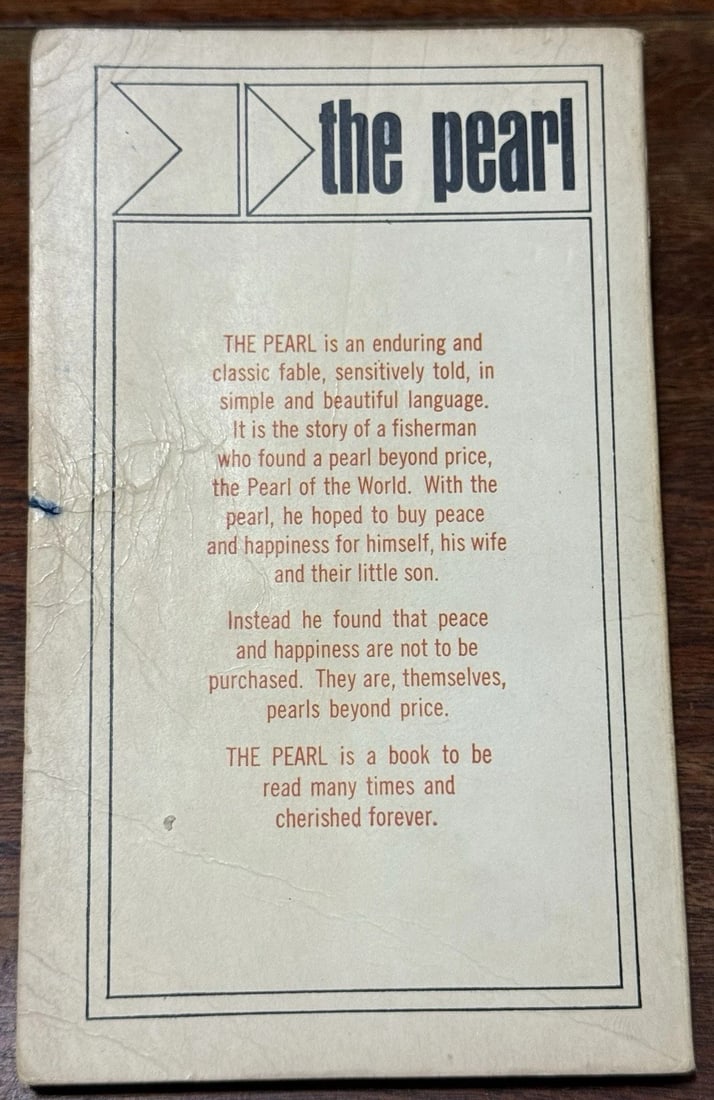 the pearl
THE PEARL is an enduring and
classic fable, sensitively told, in
simple and beautiful language.
It is the story of a fisherman
who found a pearl beyond price,
the Pearl of the World. With the
pearl, he hoped to buy peace
and happiness for himself, his wife
and their little son.
Instead he found that peace
and happiness are not to be
purchased. They are, themselves,
pearls beyond price.
THE PEARL is a book to be
read many times and
cherished forever.